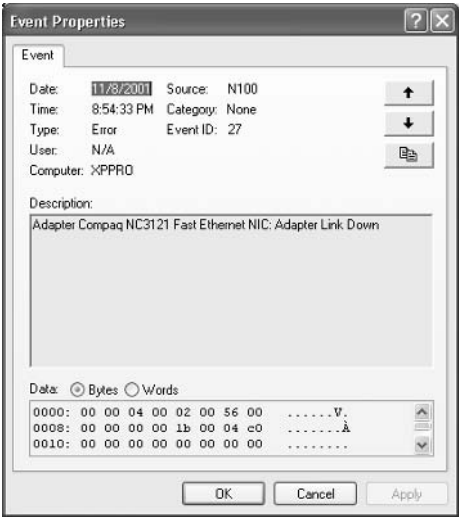 Event Properties
Event
Date: 11/8/2001 Source: N100
Time: 8:54:33 PM Category: None
Type: Error Event ID: 27
User: N/A
Computer: XPPRO
Description:
Adapter Compaq NC3121 Fast Ethernet NIC: Adapter Link Down
Data: Bytes Words
0000: 00 00 04 00 02 00 56 00 ......V.
0008: 00 00 00 00 1b 00 04 c0 .......À
0010: 00 00 00 00 00 00 00 00 ........
OK Cancel Apply